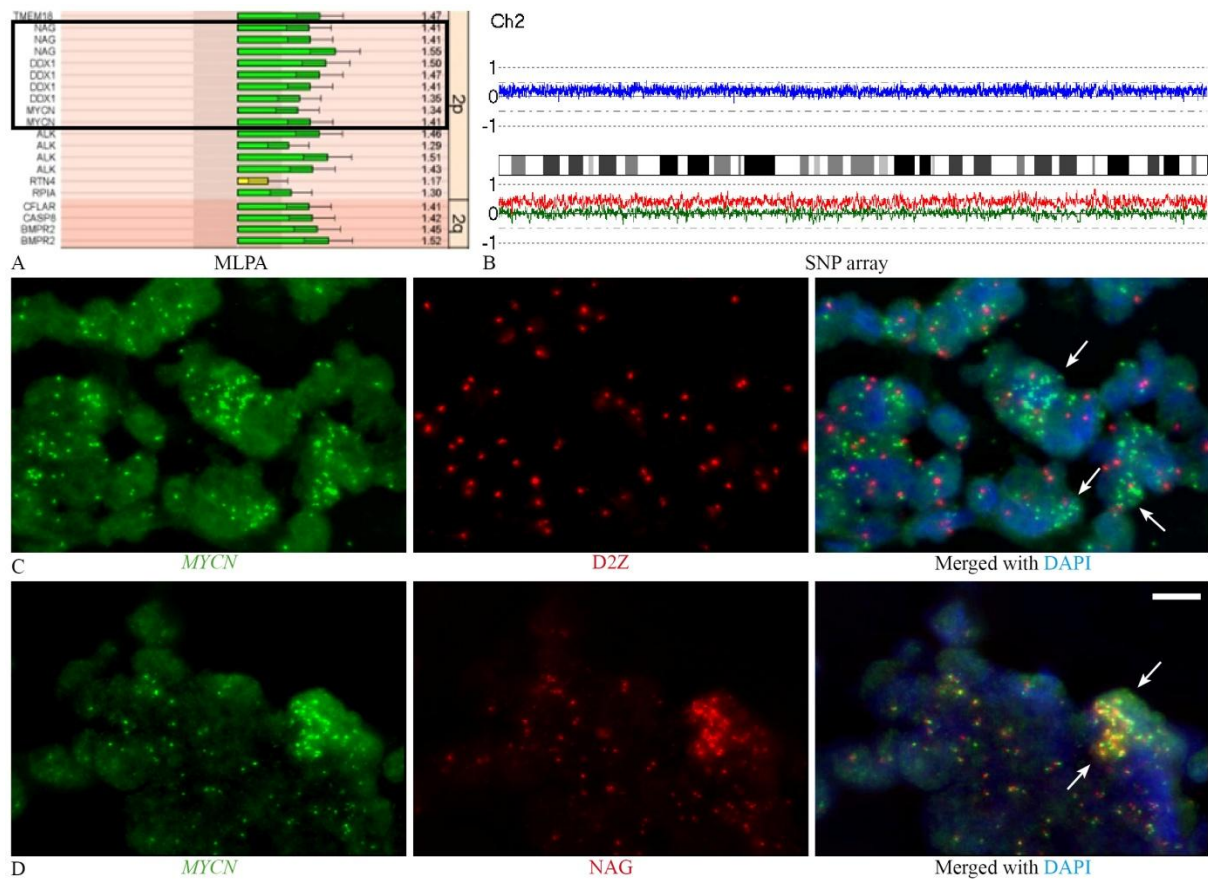 TMEM18 1.47
NAG 1.41
NAG 1.41
NAG 1.55
DDX1 1.50
DDX1 1.47
DDX1 1.41
DDX1 1.35
MYCN 1.34
MYCN 1.41
ALK 1.46
ALK 1.29
ALK 1.51
ALK 1.43
RTN4 1.17
RPIA 1.30
2p
CFLAR 1.41
CASP8 1.42
BMPR2 1.45
BMPR2 1.52
2q
A MLPA
Ch2
1
0
-1
1
0
-1
B SNP array
C MYCN D2Z Merged with DAPI
D MYCN NAG Merged with DAPI